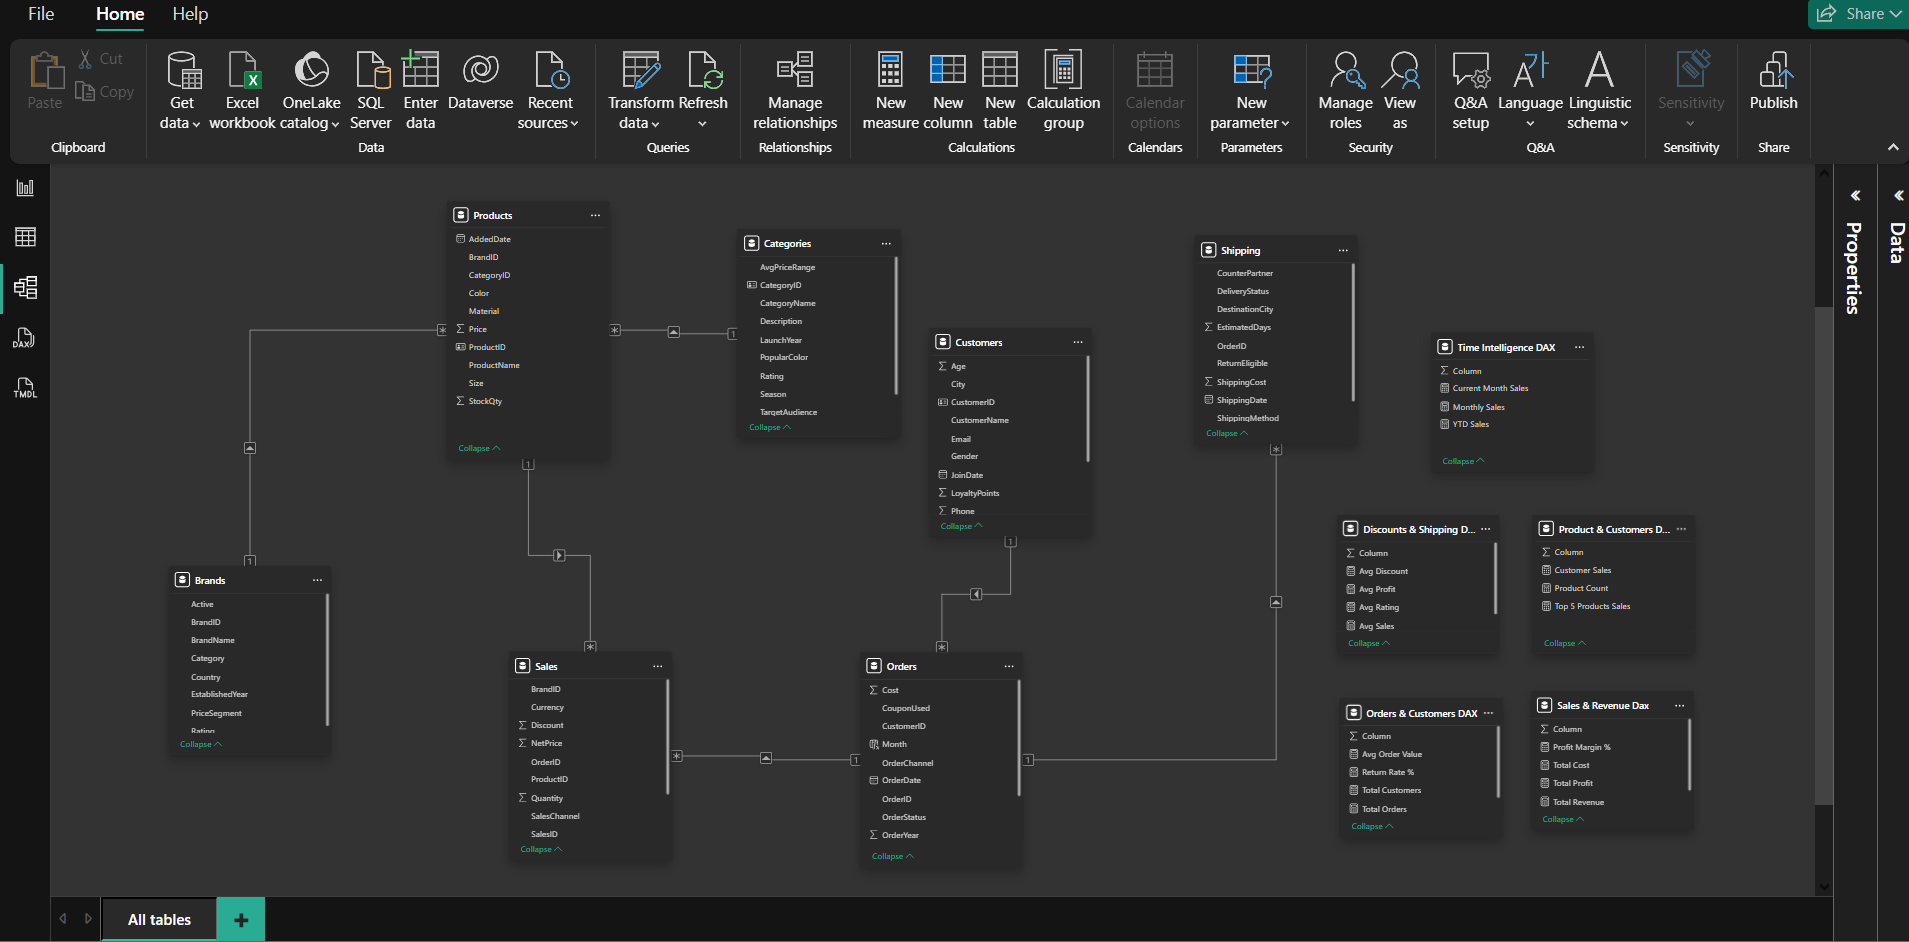 File Home Help
Share
Paste
Cut
Copy
Clipboard
Get data
Excel workbook
OneLake catalog
SQL Server
Enter data
Dataverse
Recent sources
Data
Transform data
Refresh
Queries
Manage relationships
Relationships
New measure
New column
New table
Calculation group
Calculations
Calendar options
Calendars
New parameter
Parameters
Manage roles
View as
Security
Q&A setup
Language
Linguistic schema
Q&A
Sensitivity
Sensitivity
Publish
Share
DAX
TMDL
Products
AddedDate
BrandID
CategoryID
Color
Material
Price
ProductID
ProductName
Size
StockQty
Collapse
Categories
AvgPriceRange
CategoryID
CategoryName
Description
LaunchYear
PopularColor
Rating
Season
TargetAudience
Collapse
Customers
Age
City
CustomerID
CustomerName
Email
Gender
JoinDate
LoyaltyPoints
Phone
Collapse
Shipping
CounterPartner
DeliveryStatus
DestinationCity
EstimatedDays
OrderID
ReturnEligible
ShippingCost
ShippingDate
ShippingMethod
Collapse
Time Intelligence DAX
Column
Current Month Sales
Monthly Sales
YTD Sales
Collapse
Discounts & Shipping D...
Column
Avg Discount
Avg Profit
Avg Rating
Avg Sales
Collapse
Product & Customers D...
Column
Customer Sales
Product Count
Top 5 Products Sales
Collapse
Brands
Active
BrandID
BrandName
Category
Country
EstablishedYear
PriceSegment
Rating
Collapse
Sales
BrandID
Currency
Discount
NetPrice
OrderID
ProductID
Quantity
SalesChannel
SalesID
Collapse
Orders
Cost
CouponUsed
CustomerID
Month
OrderChannel
OrderDate
OrderID
OrderStatus
OrderYear
Collapse
Orders & Customers DAX
Column
Avg Order Value
Return Rate %
Total Customers
Total Orders
Collapse
Sales & Revenue Dax
Column
Profit Margin %
Total Cost
Total Profit
Total Revenue
Collapse
Properties
Data
All tables